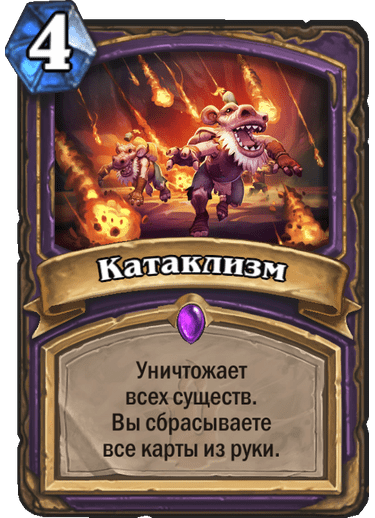 4
Катаклизм
Уничтожает
всех существ.
Вы сбрасываете
все карты из руки.